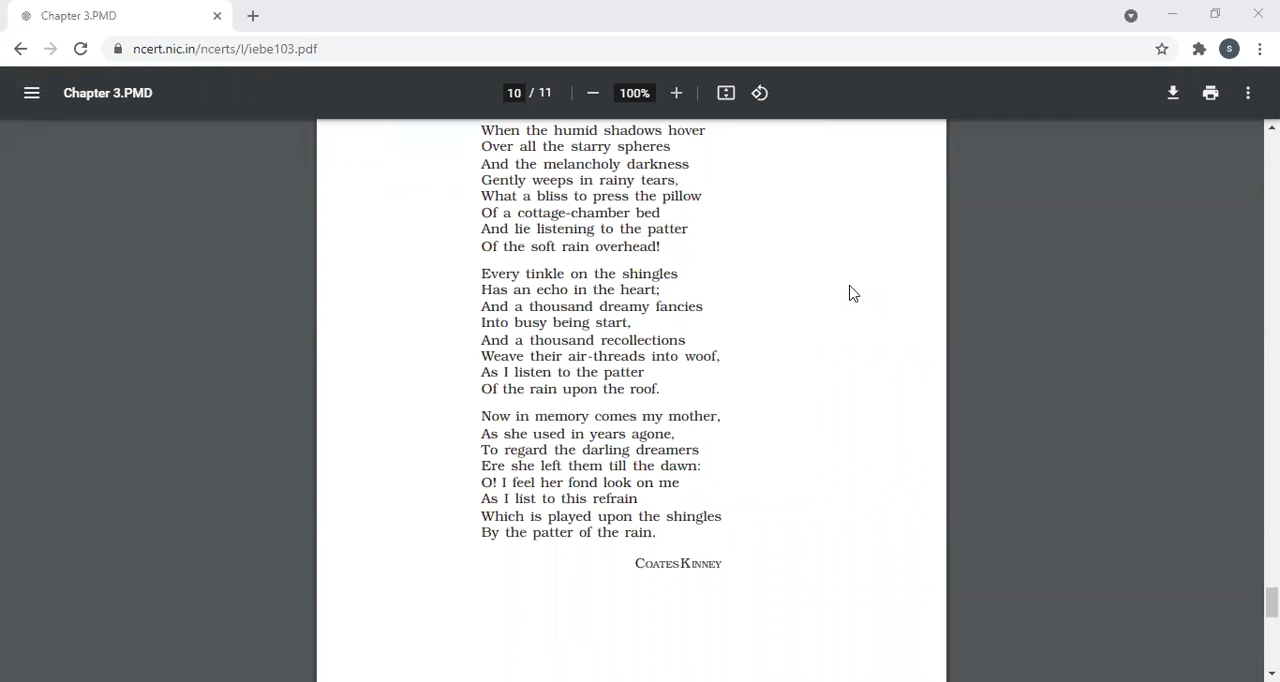 Chapter 3.PMD
ncert.nic.in/ncerts/l/iebe103.pdf
S
Chapter 3.PMD
10 / 11
100%
When the humid shadows hover
Over all the starry spheres
And the melancholy darkness
Gently weeps in rainy tears,
What a bliss to press the pillow
Of a cottage-chamber bed
And lie listening to the patter
Of the soft rain overhead!
Every tinkle on the shingles
Has an echo in the heart;
And a thousand dreamy fancies
Into busy being start,
And a thousand recollections
Weave their air-threads into woof,
As I listen to the patter
Of the rain upon the roof.
Now in memory comes my mother,
As she used in years agone,
To regard the darling dreamers
Ere she left them till the dawn:
O! I feel her fond look on me
As I list to this refrain
Which is played upon the shingles
By the patter of the rain.
COATES KINNEY